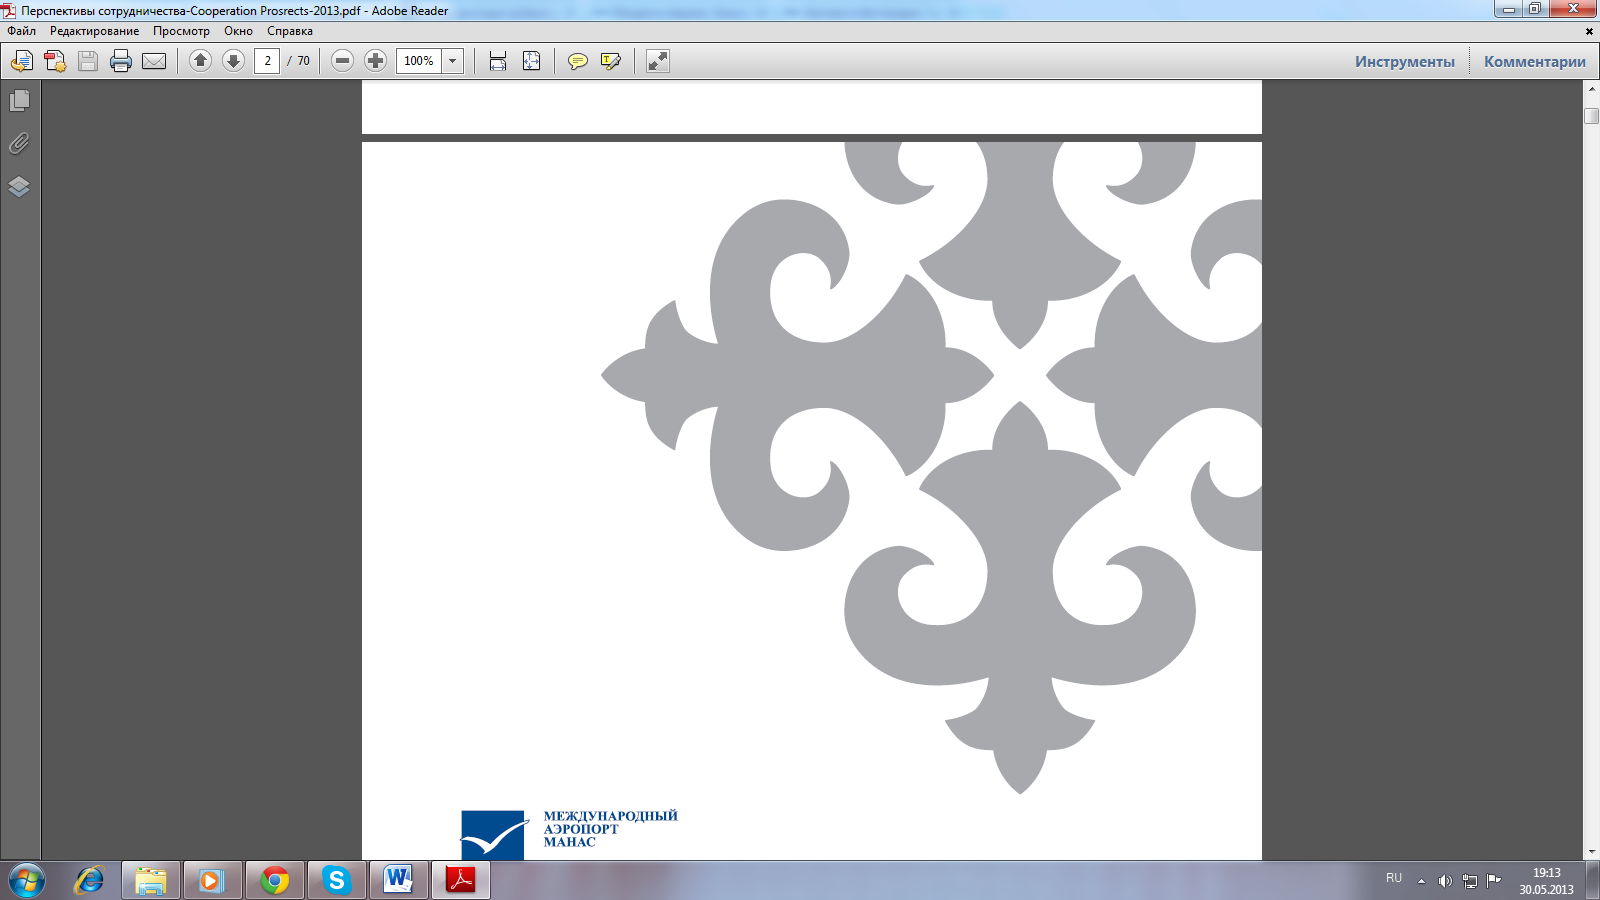 Перспективы сотрудничества-Cooperation Prosrects-2013.pdf - Adobe Reader
Файл Редактирование Просмотр Окно Справка
2 / 70 100% Инструменты Комментарии
МЕЖДУНАРОДНЫЙ
АЭРОПОРТ
МАНАС
RU 19:13
30.05.2013